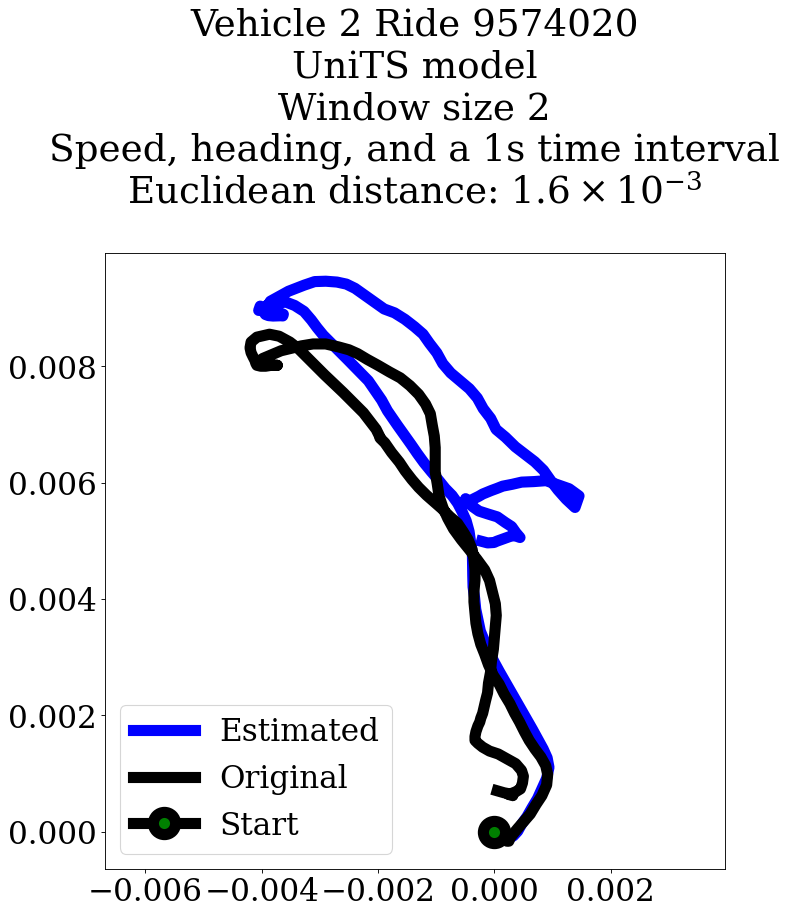 Vehicle 2 Ride 9574020
UniTS model
Window size 2
Speed, heading, and a 1s time interval
Euclidean distance: 1.6 × 10⁻³
0.008
0.006
0.004
0.002
0.000
Estimated
Original
Start
−0.006 −0.004 −0.002 0.000 0.002